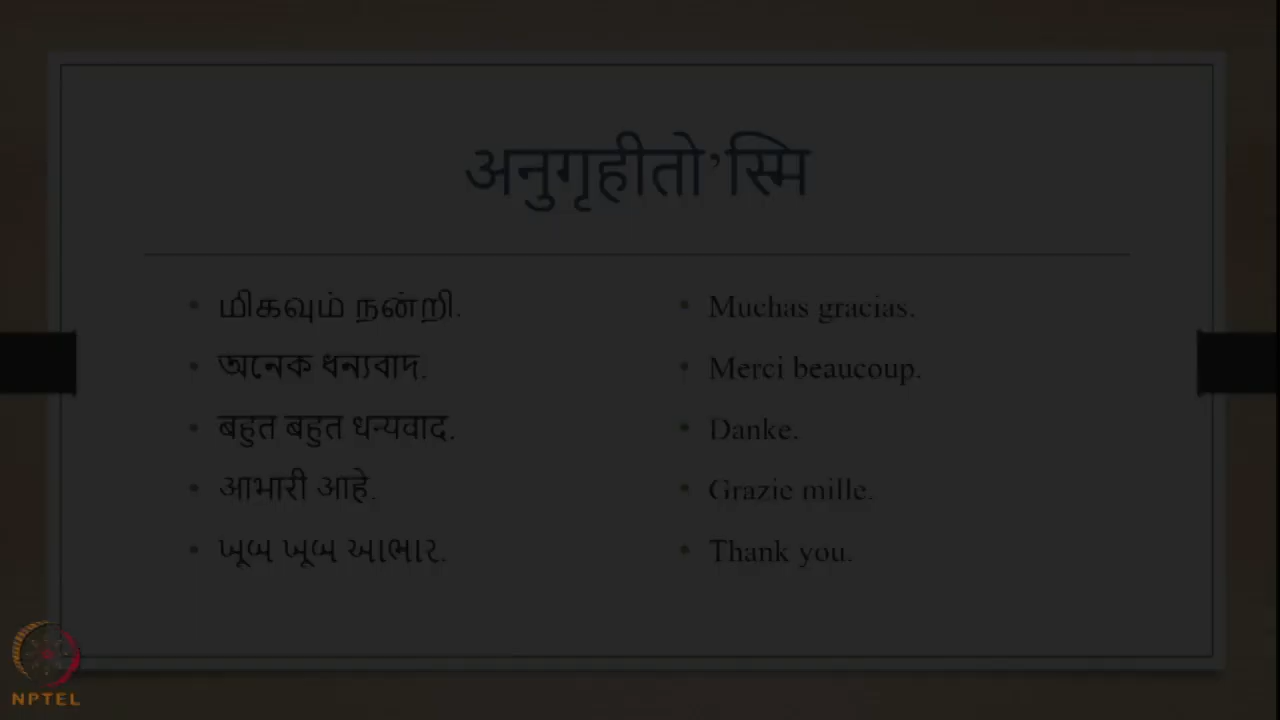 अनुगृहीतो’स्मि
மிகவும் நன்றி.
অনেক ধন্যবাদ.
बहुत बहुत धन्यवाद.
आभारी आहे.
ખૂબ ખૂબ આભાર.
Muchas gracias.
Merci beaucoup.
Danke.
Grazie mille.
Thank you.
NPTEL